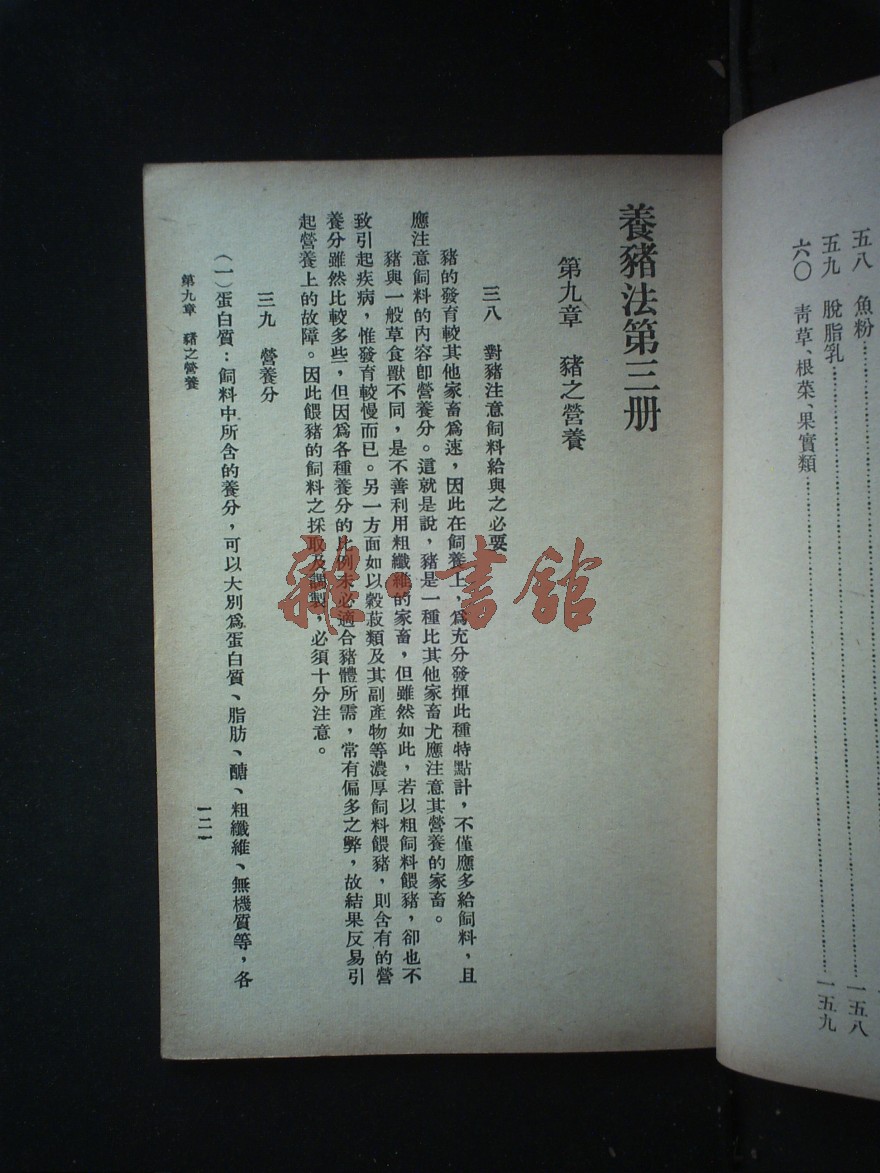 五八　魚粉……………………一五八
五九　脫脂乳……………………一五九
六〇　靑草、根菜、果實類……………………
養豬法第三册
第九章　豬之營養
三八　對豬注意飼料給與之必要
豬的發育較其他家畜爲速，因此在飼養上，爲充分發揮此種特點計，不僅應多給飼料，且
應注意飼料的內容卽營養分。這就是說，豬是一種比其他家畜尤應注意其營養的家畜。
豬與一般草食獸不同，是不善利用粗纖維的家畜，但雖然如此，若以粗飼料餵豬，卻也不
致引起疾病，惟發育較慢而已。另一方面如以穀菽類及其副產物等濃厚飼料餵豬，則含有的營
養分雖然比較多些，但因爲各種養分的比例未必適合豬體所需，常有偏多之弊，故結果反易引
起營養上的故障。因此餵豬的飼料之採取及調製，必須十分注意。
三九　營養分
（一）蛋白質：飼料中所含的養分，可以大別爲蛋白質、脂肪、醣、粗纖維、無機質等，各
第九章　豬之營養
一二一
雜·書館